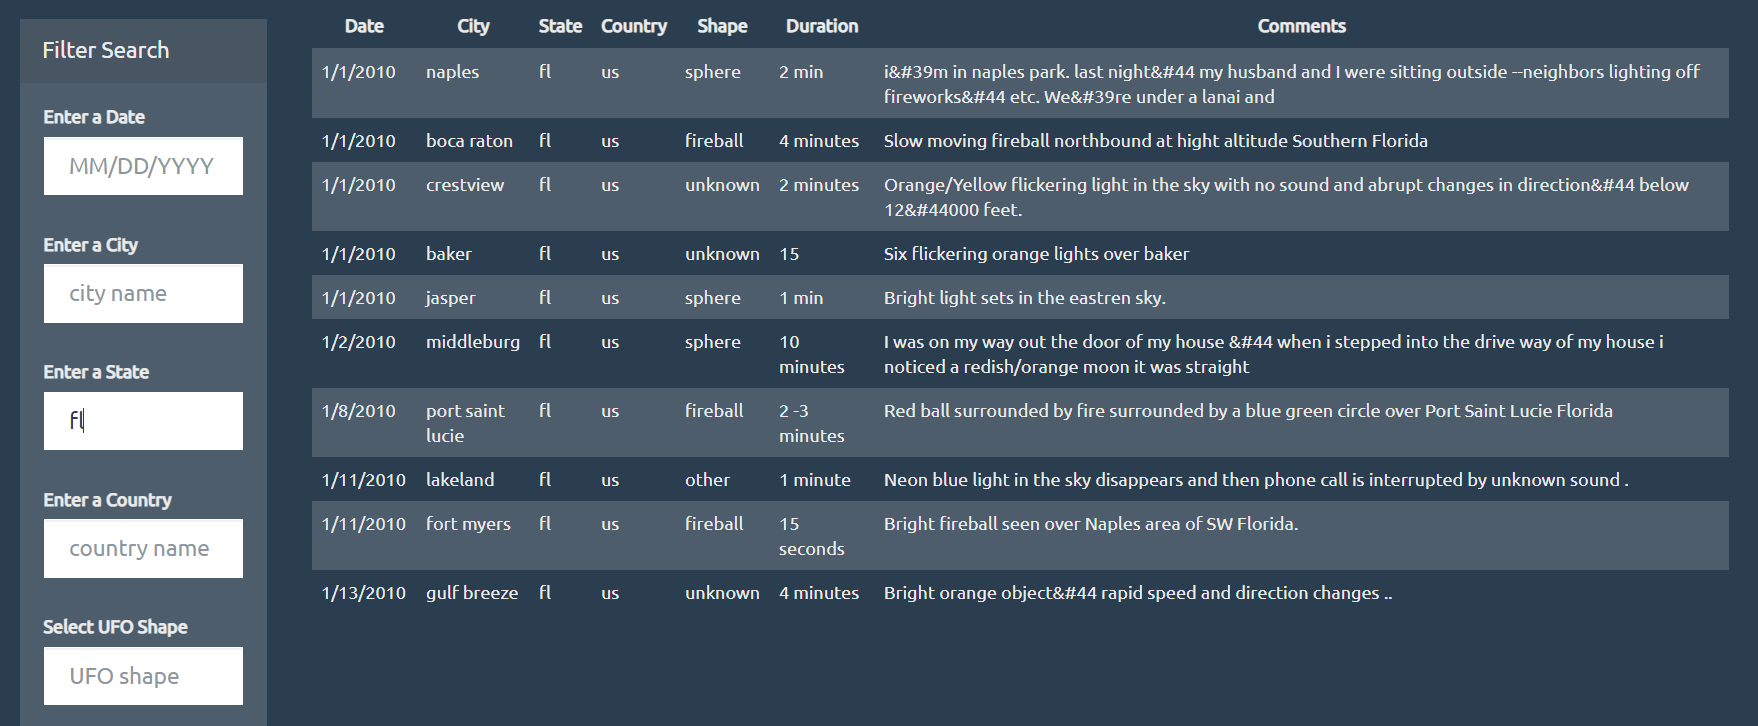 Filter Search
Enter a Date
MM/DD/YYYY
Enter a City
city name
Enter a State
fl
Enter a Country
country name
Select UFO Shape
UFO shape
Date City State Country Shape Duration Comments
1/1/2010 naples fl us sphere 2 min i&#39m in naples park. last night&#44 my husband and I were sitting outside --neighbors lighting off
fireworks&#44 etc. We&#39re under a lanai and
1/1/2010 boca raton fl us fireball 4 minutes Slow moving fireball northbound at hight altitude Southern Florida
1/1/2010 crestview fl us unknown 2 minutes Orange/Yellow flickering light in the sky with no sound and abrupt changes in direction&#44 below
12&#44000 feet.
1/1/2010 baker fl us unknown 15 Six flickering orange lights over baker
1/1/2010 jasper fl us sphere 1 min Bright light sets in the eastren sky.
1/2/2010 middleburg fl us sphere 10 I was on my way out the door of my house &#44 when i stepped into the drive way of my house i
minutes noticed a redish/orange moon it was straight
1/8/2010 port saint fl us fireball 2 -3 Red ball surrounded by fire surrounded by a blue green circle over Port Saint Lucie Florida
lucie minutes
1/11/2010 lakeland fl us other 1 minute Neon blue light in the sky disappears and then phone call is interrupted by unknown sound .
1/11/2010 fort myers fl us fireball 15 Bright fireball seen over Naples area of SW Florida.
seconds
1/13/2010 gulf breeze fl us unknown 4 minutes Bright orange object&#44 rapid speed and direction changes ..